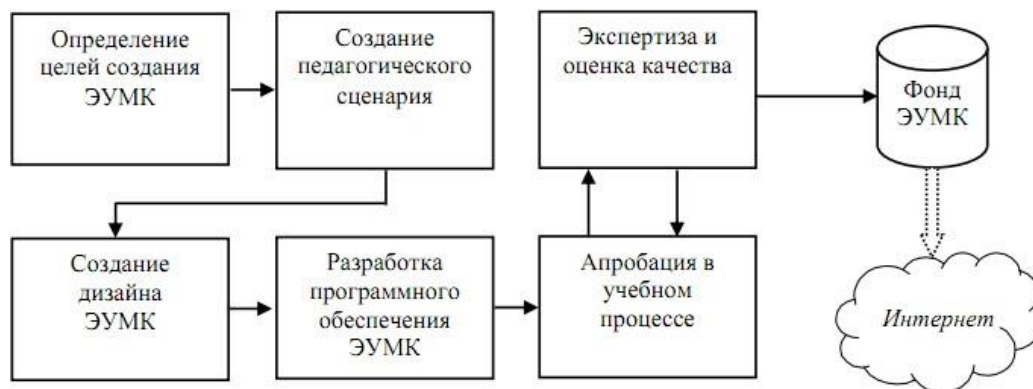 Определение
целей создания
ЭУМК
Создание
педагогического
сценария
Экспертиза и
оценка качества
Фонд
ЭУМК
Создание
дизайна
ЭУМК
Разработка
программного
обеспечения
ЭУМК
Апробация в
учебном
процессе
Интернет